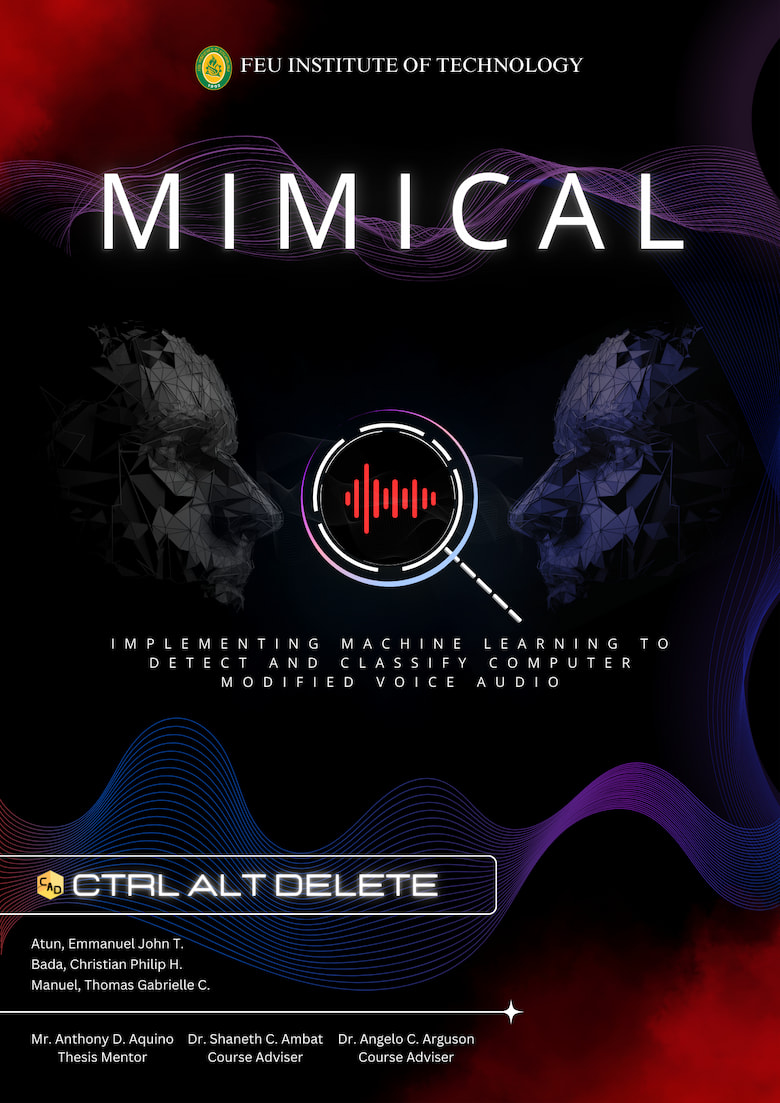 FEU INSTITUTE OF TECHNOLOGY
MIMICAL
IMPLEMENTING MACHINE LEARNING TO
DETECT AND CLASSIFY COMPUTER
MODIFIED VOICE AUDIO
CAD
CTRL ALT DELETE
Atun, Emmanuel John T.
Bada, Christian Philip H.
Manuel, Thomas Gabrielle C.
Mr. Anthony D. Aquino Dr. Shaneth C. Ambat Dr. Angelo C. Arguson
Thesis Mentor Course Adviser Course Adviser